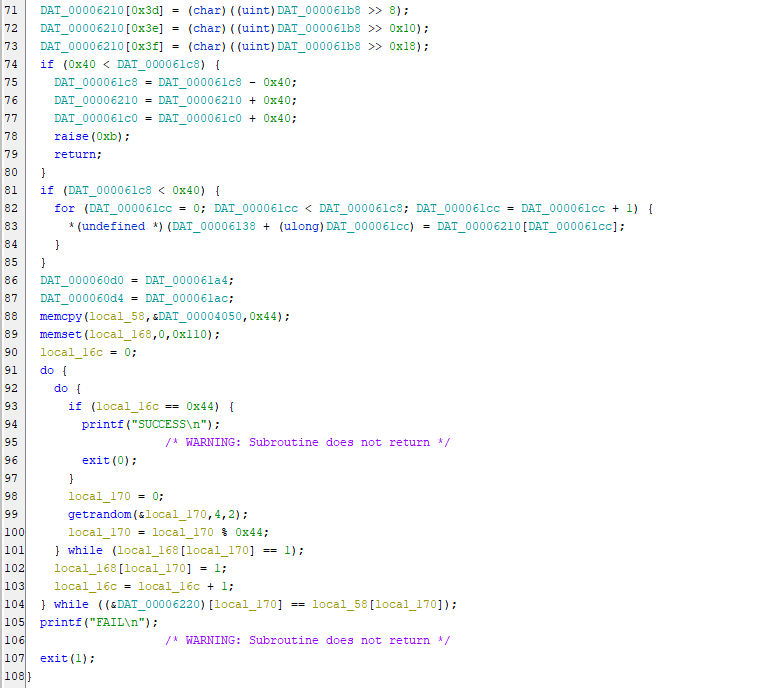 71 DAT_00006210[0x3d] = (char)((uint)DAT_000061b8 >> 8);
72 DAT_00006210[0x3e] = (char)((uint)DAT_000061b8 >> 0x10);
73 DAT_00006210[0x3f] = (char)((uint)DAT_000061b8 >> 0x18);
74 if (0x40 < DAT_000061c8) {
75 DAT_000061c8 = DAT_000061c8 - 0x40;
76 DAT_00006210 = DAT_00006210 + 0x40;
77 DAT_000061c0 = DAT_000061c0 + 0x40;
78 raise(0xb);
79 return;
80 }
81 if (DAT_000061c8 < 0x40) {
82 for (DAT_000061cc = 0; DAT_000061cc < DAT_000061c8; DAT_000061cc = DAT_000061cc + 1) {
83 *(undefined *)(DAT_00006138 + (ulong)DAT_000061cc) = DAT_00006210[DAT_000061cc];
84 }
85 }
86 DAT_000060d0 = DAT_000061a4;
87 DAT_000060d4 = DAT_000061ac;
88 memcpy(local_58,&DAT_00004050,0x44);
89 memset(local_168,0,0x110);
90 local_16c = 0;
91 do {
92 do {
93 if (local_16c == 0x44) {
94 printf("SUCCESS\n");
95 /* WARNING: Subroutine does not return */
96 exit(0);
97 }
98 local_170 = 0;
99 getrandom(&local_170,4,2);
100 local_170 = local_170 % 0x44;
101 } while (local_168[local_170] == 1);
102 local_168[local_170] = 1;
103 local_16c = local_16c + 1;
104 } while ((&DAT_00006220)[local_170] == local_58[local_170]);
105 printf("FAIL\n");
106 /* WARNING: Subroutine does not return */
107 exit(1);
108 }